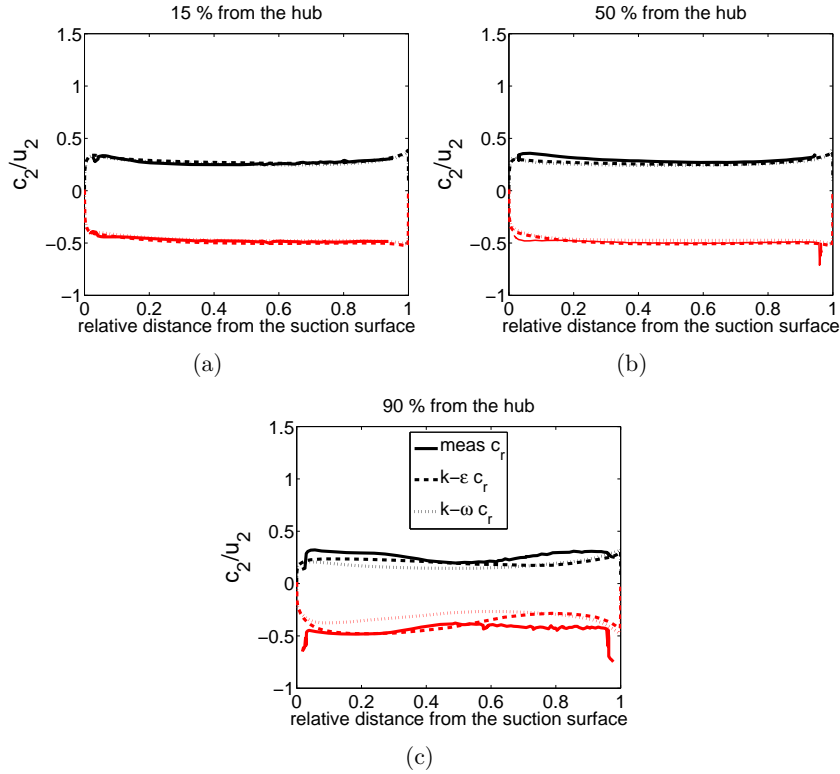 15 % from the hub
1.5
1
0.5
0
−0.5
−1
c2/u2
0 0.2 0.4 0.6 0.8 1
relative distance from the suction surface
(a)
50 % from the hub
1.5
1
0.5
0
−0.5
−1
c2/u2
0 0.2 0.4 0.6 0.8 1
relative distance from the suction surface
(b)
90 % from the hub
1.5
1
0.5
0
−0.5
−1
c2/u2
meas cr
k−ε cr
k−ω cr
0 0.2 0.4 0.6 0.8 1
relative distance from the suction surface
(c)